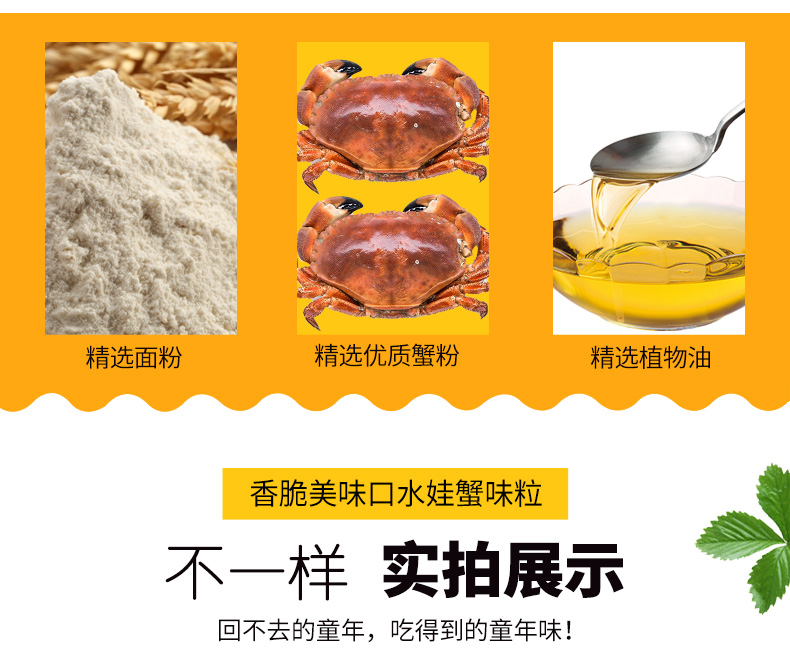 精选面粉
精选优质蟹粉
精选植物油
香脆美味口水娃蟹味粒
不一样 实拍展示
回不去的童年，吃得到的童年味！